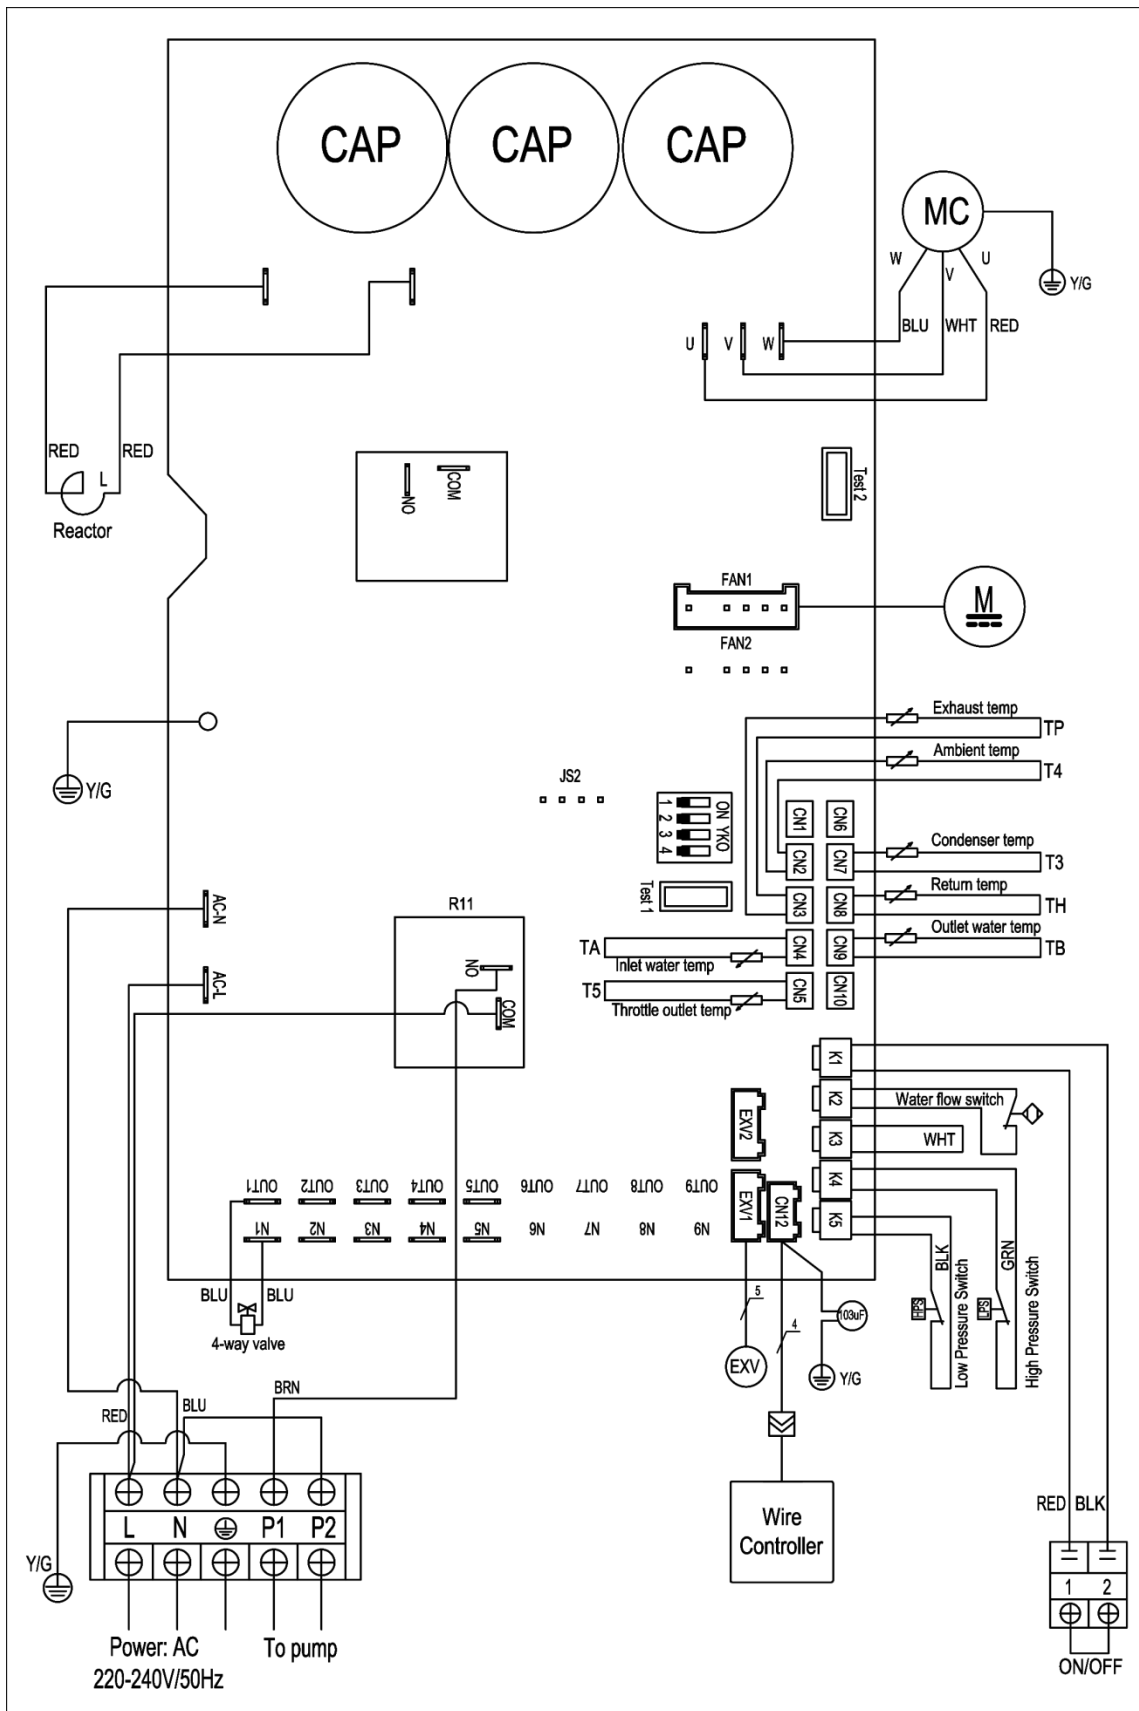 CAP CAP CAP
MC
W V U
Y/G
BLU WHT RED
U V W
RED RED
L
Reactor
NO
COM
Test 2
FAN1
M
FAN2
Y/G
JS2
1
2
3
4
ON YKO
Test 1
Exhaust temp
TP
Ambient temp
T4
CN1 CN6
CN2 CN7
CN3 CN8
CN4 CN9
CN5 CN10
Condenser temp
T3
Return temp
TH
Outlet water temp
TB
TA
Inlet water temp
T5
Throttle outlet temp
AC-N
AC-L
R11
NO
COM
K1
K2
K3
K4
K5
Water flow switch
WHT
EXV2
EXV1
CN12
OUT1 OUT2 OUT3 OUT4 OUT5 OUT6 OUT7 OUT8 OUT9
N1 N2 N3 N4 N5 N6 N7 N8 N9
BLU BLU
4-way valve
5
EXV
4
103uF
Y/G
BLK
HPS
Low Pressure Switch
GRN
LPS
High Pressure Switch
Wire
Controller
RED BLU BRN
L N P1 P2
Y/G
Power: AC
220-240V/50Hz
To pump
RED BLK
1 2
ON/OFF